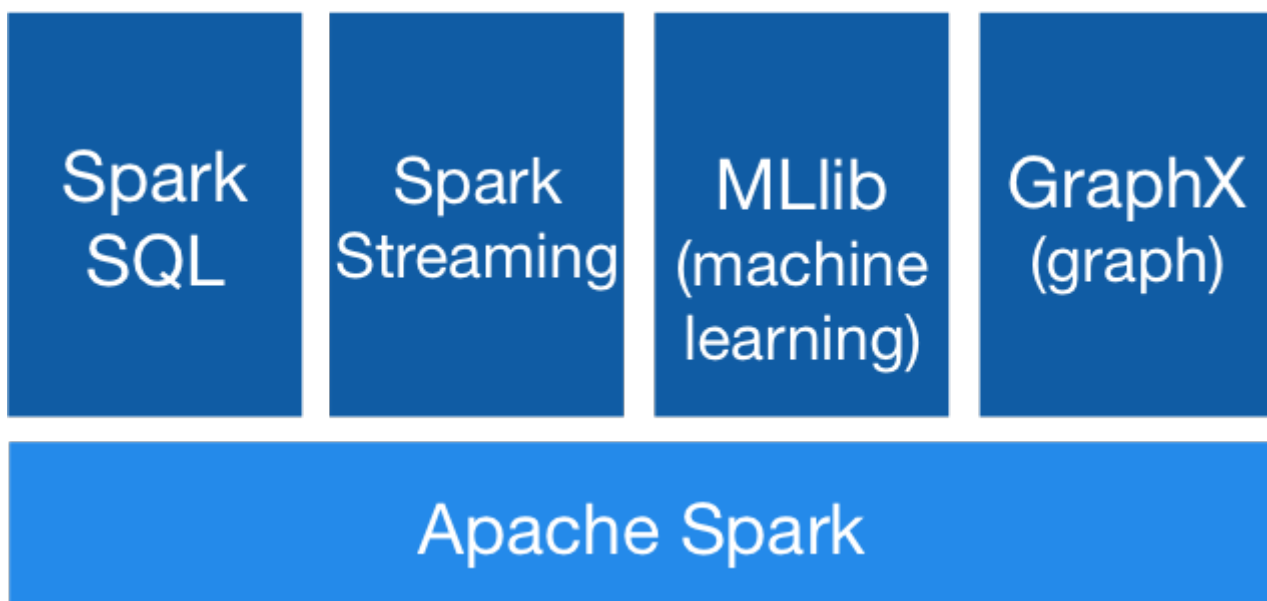 Spark
SQL
Spark
Streaming
MLlib
(machine
learning)
GraphX
(graph)
Apache Spark